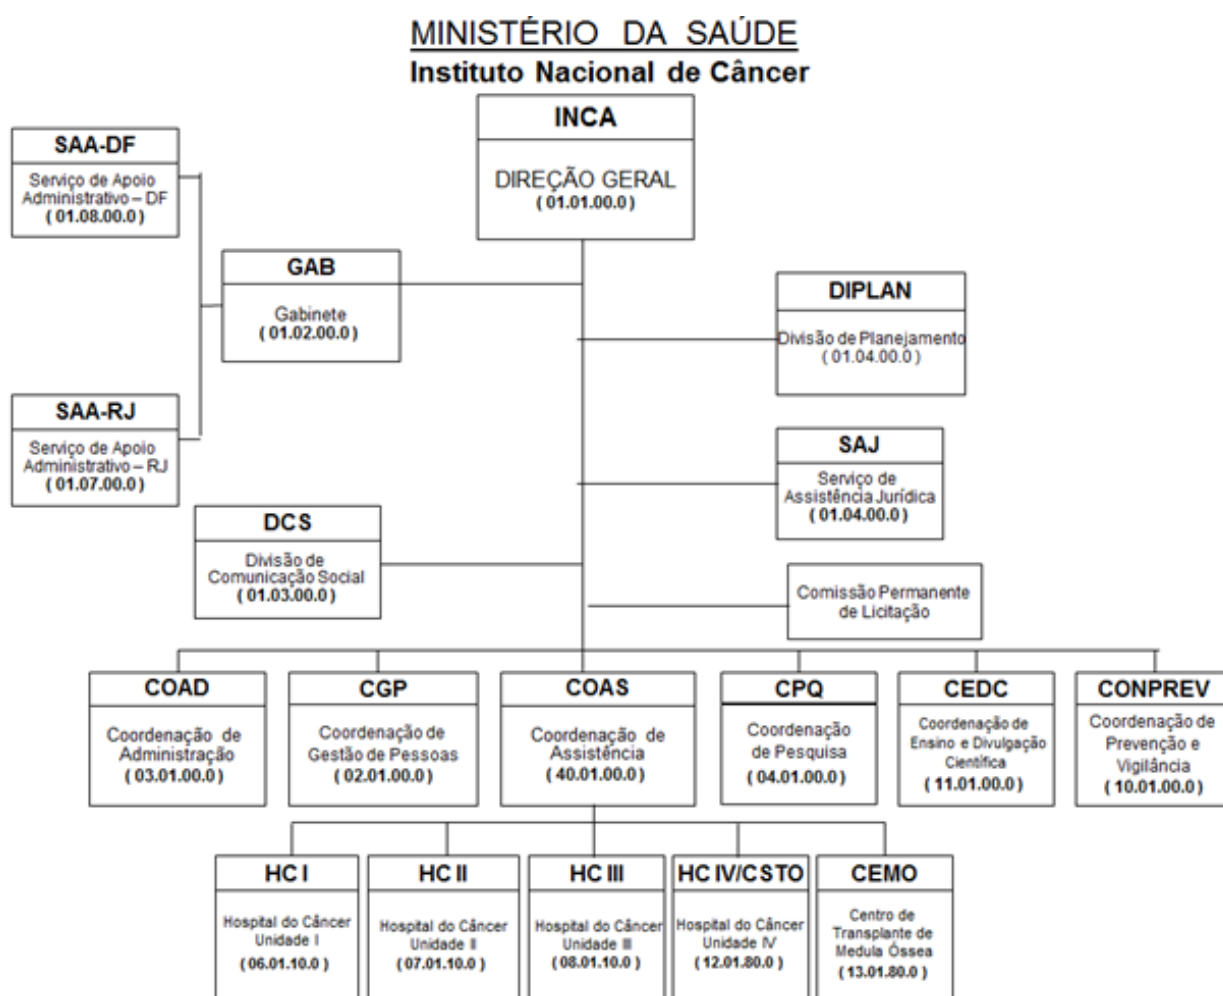 MINISTÉRIO DA SAÚDE
Instituto Nacional de Câncer
INCA
DIREÇÃO GERAL
( 01.01.00.0 )
SAA-DF
Serviço de Apoio
Administrativo – DF
( 01.08.00.0 )
GAB
Gabinete
( 01.02.00.0 )
DIPLAN
Divisão de Planejamento
( 01.04.00.0 )
SAA-RJ
Serviço de Apoio
Administrativo – RJ
( 01.07.00.0 )
SAJ
Serviço de
Assistência Jurídica
( 01.04.00.0 )
DCS
Divisão de
Comunicação Social
( 01.03.00.0 )
Comissão Permanente
de Licitação
COAD
Coordenação de
Administração
( 03.01.00.0 )
CGP
Coordenação de
Gestão de Pessoas
( 02.01.00.0 )
COAS
Coordenação de
Assistência
( 40.01.00.0 )
CPQ
Coordenação
de Pesquisa
( 04.01.00.0 )
CEDC
Coordenação de
Ensino e Divulgação
Científica
( 11.01.00.0 )
CONPREV
Coordenação de
Prevenção e
Vigilância
( 10.01.00.0 )
HC I
Hospital do Câncer
Unidade I
( 06.01.10.0 )
HC II
Hospital do Câncer
Unidade II
( 07.01.10.0 )
HC III
Hospital do Câncer
Unidade III
( 08.01.10.0 )
HC IV/CSTO
Hospital do Câncer
Unidade IV
( 12.01.80.0 )
CEMO
Centro de
Transplante de
Medula Óssea
( 13.01.80.0 )